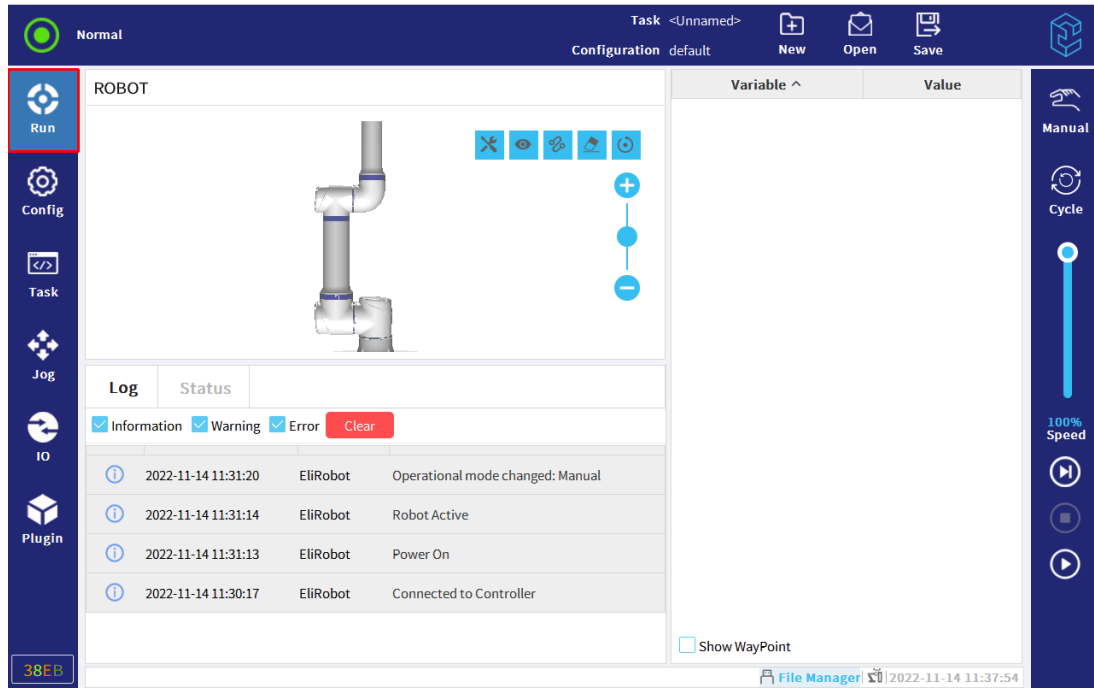 Normal
Task <Unnamed>
Configuration default
New
Open
Save
Run
Config
Task
Jog
IO
Plugin
38EB
ROBOT
Log
Status
Information
Warning
Error
Clear
2022-11-14 11:31:20 EliRobot Operational mode changed: Manual
2022-11-14 11:31:14 EliRobot Robot Active
2022-11-14 11:31:13 EliRobot Power On
2022-11-14 11:30:17 EliRobot Connected to Controller
Variable
Value
Show WayPoint
File Manager
2022-11-14 11:37:54
Manual
Cycle
100%
Speed